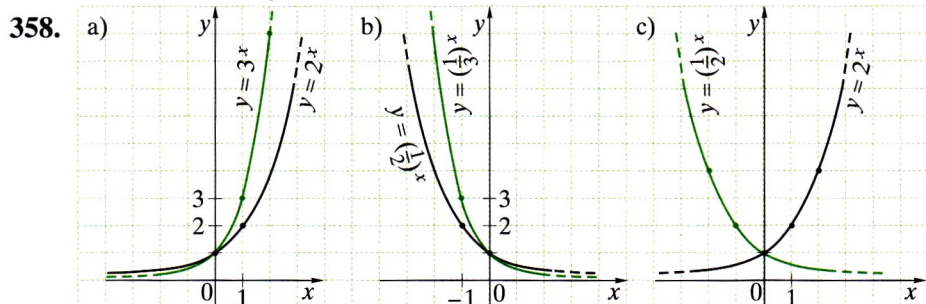 358. a) b) c)
y y y
y = 3^x y = 2^x y = (1/2)^x y = (1/3)^x y = (1/2)^x y = 2^x
3 3
2 2
0 1 x −1 0 x 0 1 x